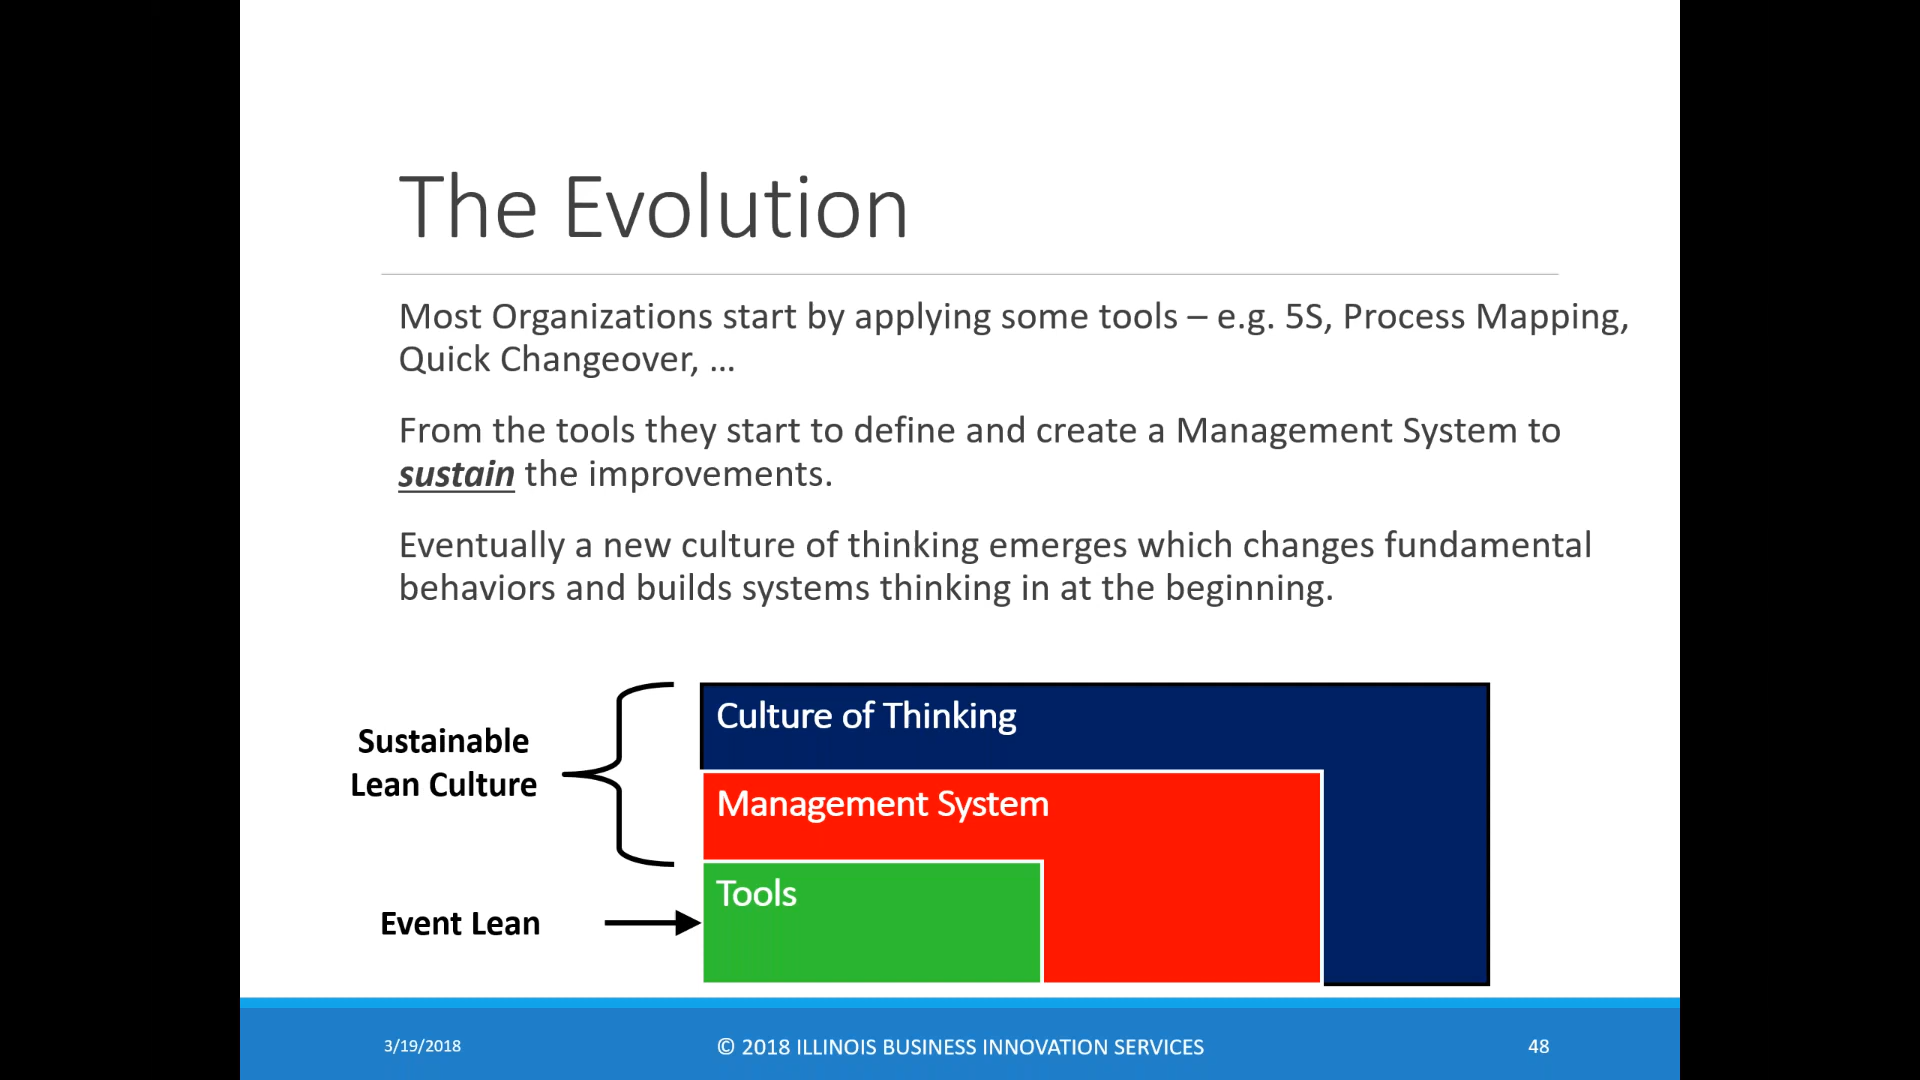 The Evolution
Most Organizations start by applying some tools – e.g. 5S, Process Mapping,
Quick Changeover, ...
From the tools they start to define and create a Management System to
sustain the improvements.
Eventually a new culture of thinking emerges which changes fundamental
behaviors and builds systems thinking in at the beginning.
Sustainable
Lean Culture
Culture of Thinking
Management System
Tools
Event Lean
3/19/2018
© 2018 ILLINOIS BUSINESS INNOVATION SERVICES
48